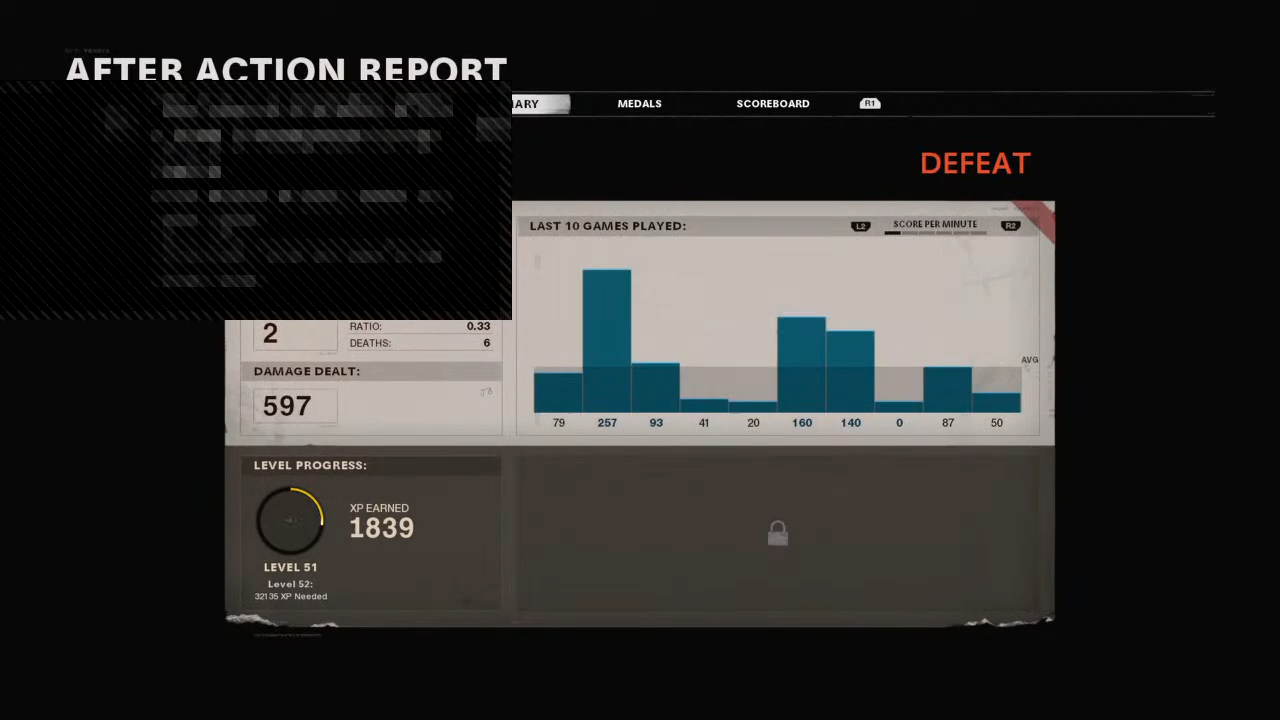 AFTER ACTION REPORT
MEDALS
SCOREBOARD
R1
DEFEAT
LAST 10 GAMES PLAYED:
L2
SCORE PER MINUTE
R2
AVG
79 257 93 41 20 160 140 0 87 50
2
RATIO: 0.33
DEATHS: 6
DAMAGE DEALT:
597
LEVEL PROGRESS:
XP EARNED
1839
LEVEL 51
Level 52:
32135 XP Needed